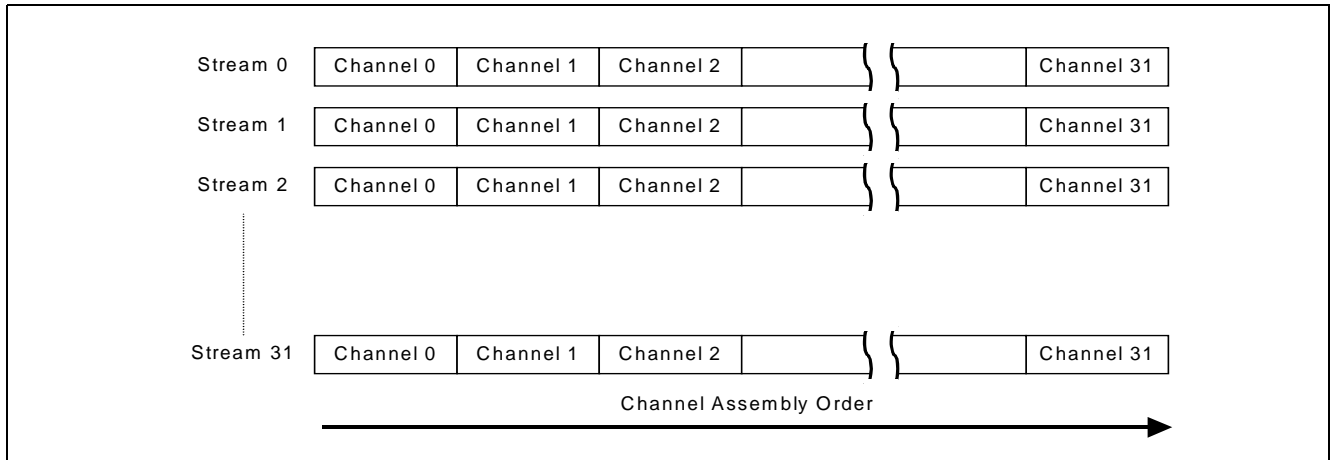 Stream 0 Channel 0 Channel 1 Channel 2 Channel 31
Stream 1 Channel 0 Channel 1 Channel 2 Channel 31
Stream 2 Channel 0 Channel 1 Channel 2 Channel 31
Stream 31 Channel 0 Channel 1 Channel 2 Channel 31
Channel Assembly Order